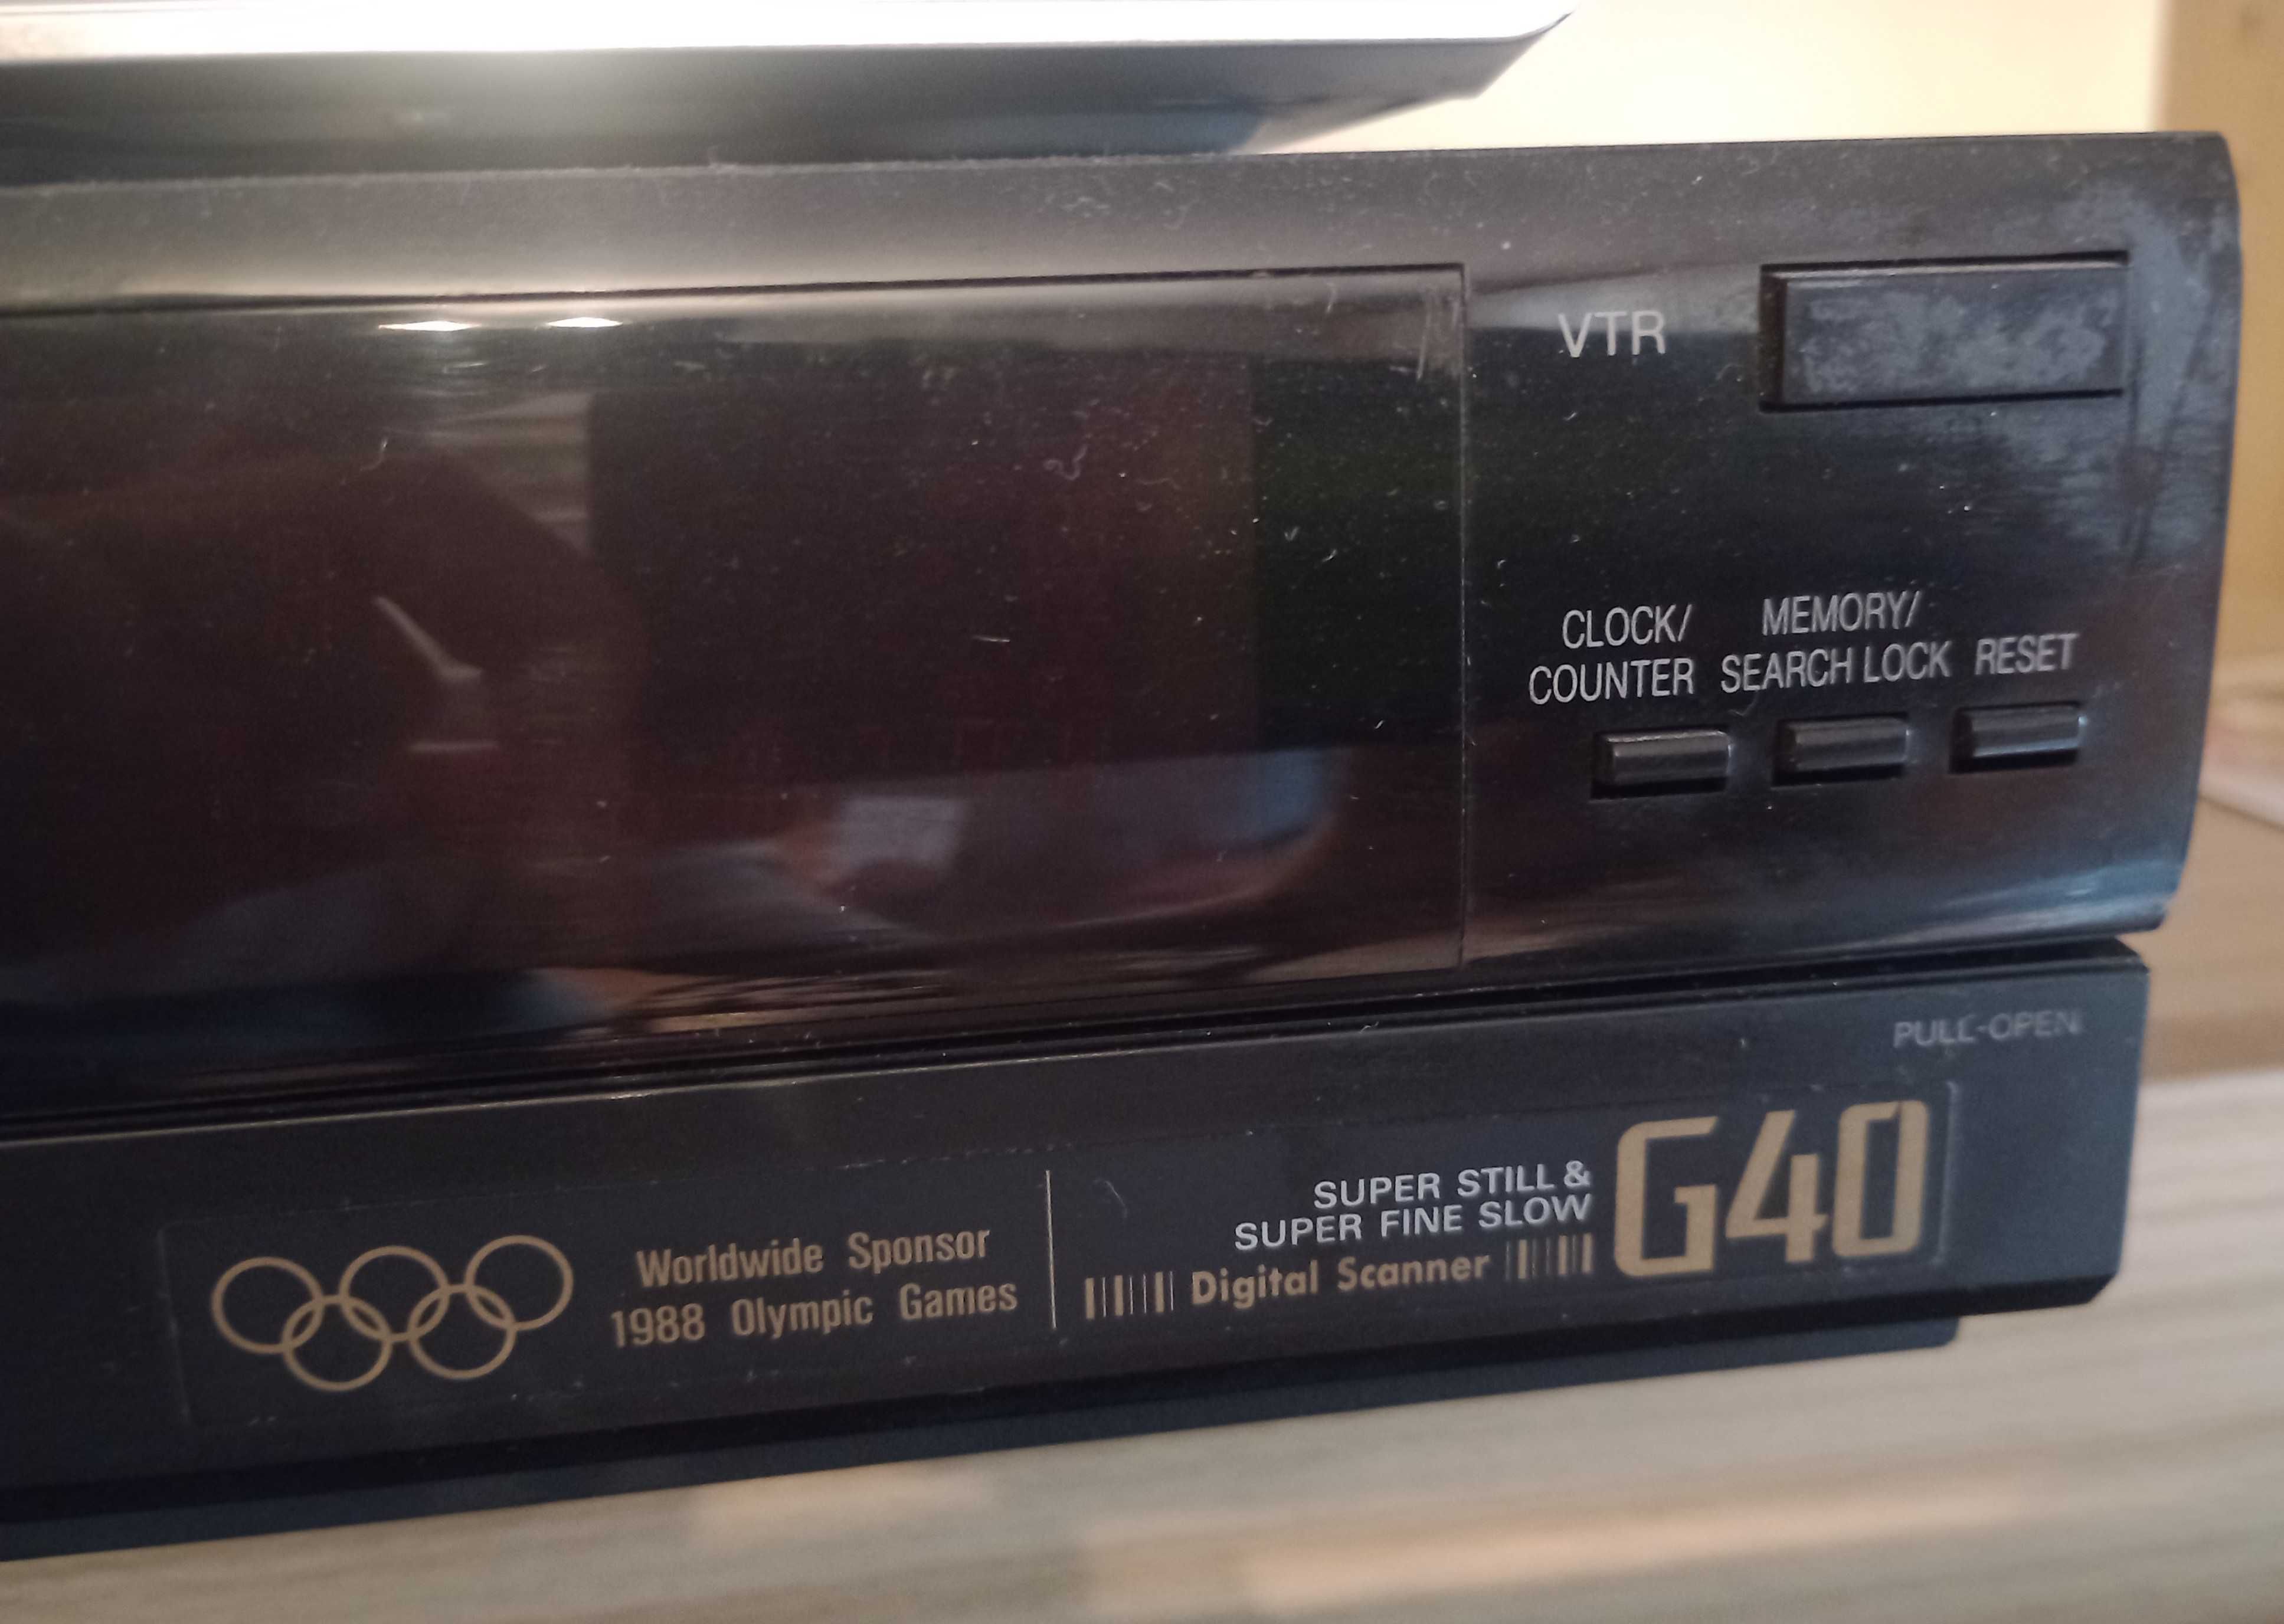 VTR
CLOCK/
COUNTER
MEMORY/
SEARCH LOCK
RESET
PULL-OPEN
Worldwide Sponsor
1988 Olympic Games
SUPER STILL &
SUPER FINE SLOW
Digital Scanner
G40